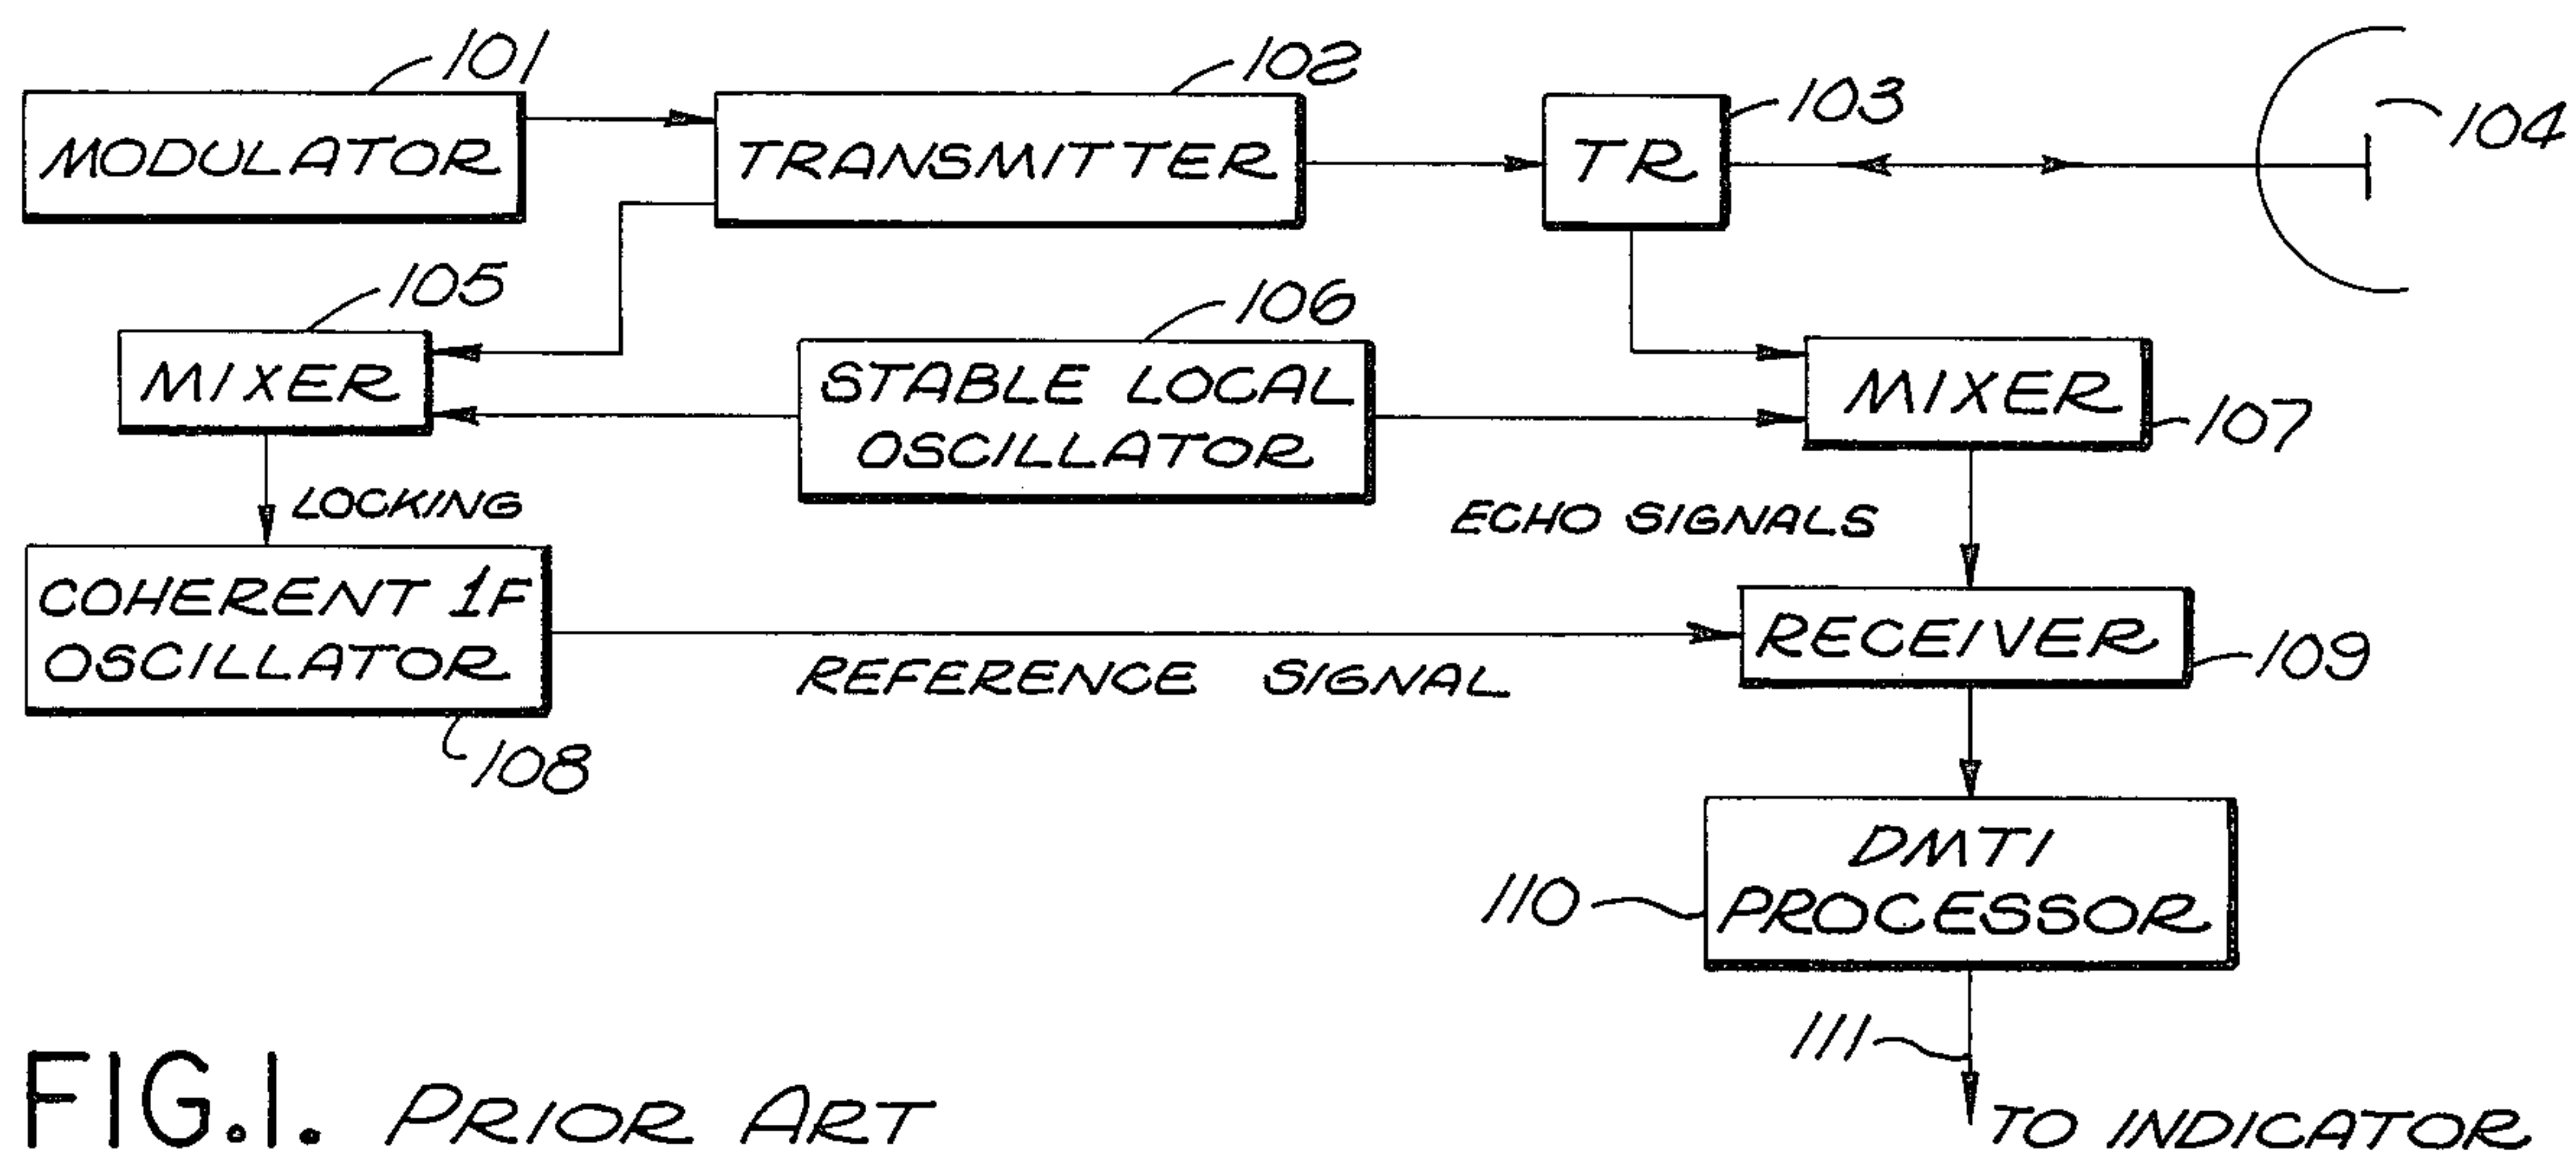 101
102
103
104
MODULATOR
TRANSMITTER
TR
105
106
MIXER
STABLE LOCAL
OSCILLATOR
MIXER
107
LOCKING
ECHO SIGNALS
COHERENT IF
OSCILLATOR
RECEIVER
109
REFERENCE SIGNAL
108
DMTI
PROCESSOR
110
111
FIG.1. PRIOR ART
TO INDICATOR